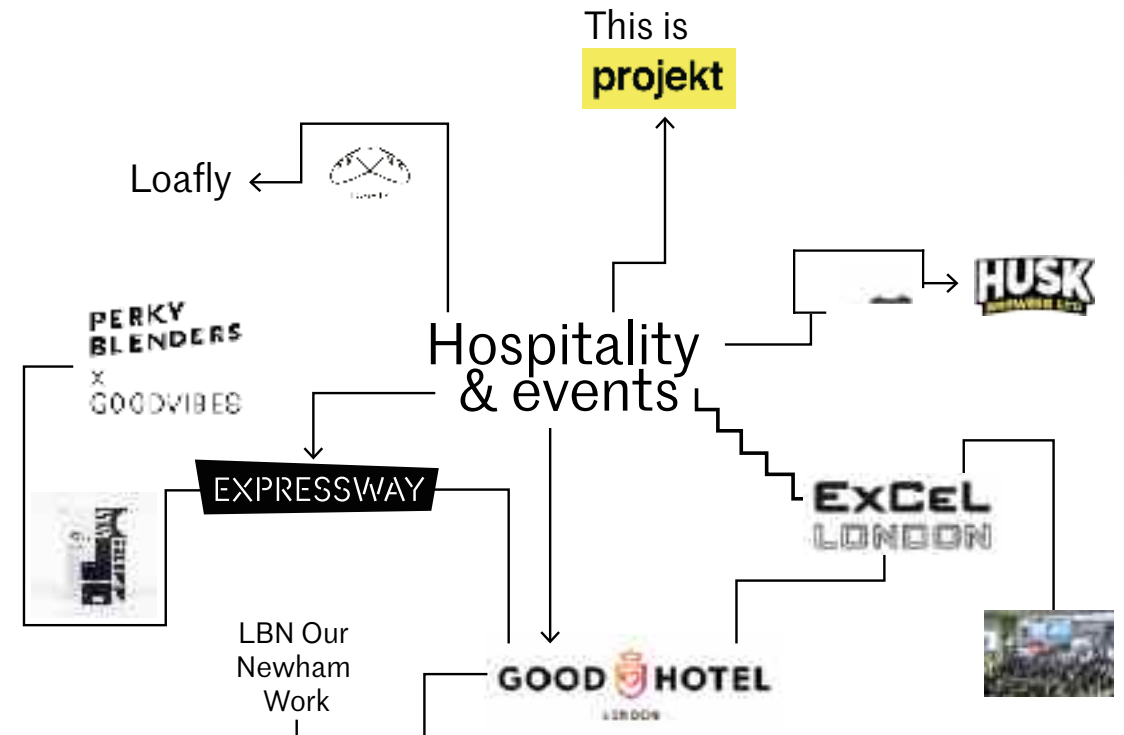 This is
projekt
Loafly
HUSK
PERKY
BLENDERS
x
GOODVIBES
Hospitality
& events
EXPRESSWAY
ExCeL
LONDON
LBN Our
Newham
Work
GOOD HOTEL
LONDON